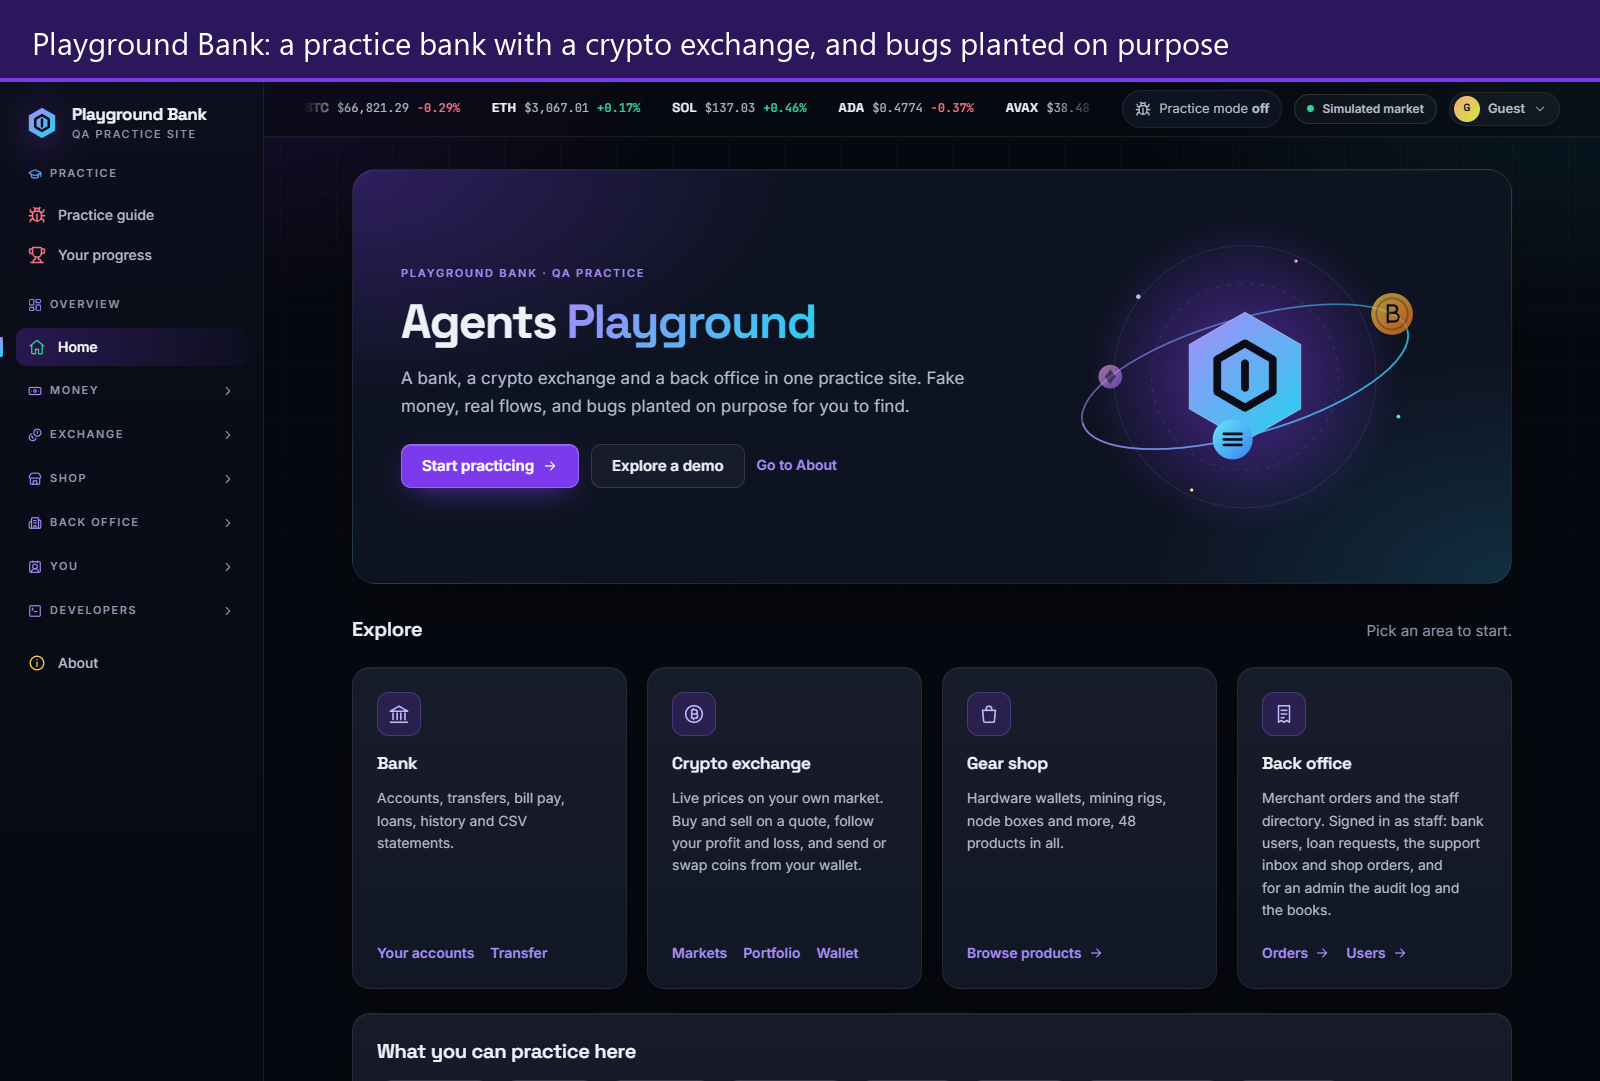 Playground Bank: a practice bank with a crypto exchange, and bugs planted on purpose
Playground Bank
QA PRACTICE SITE
BTC $66,821.29 -0.29% ETH $3,067.01 +0.17% SOL $137.03 +0.46% ADA $0.4774 -0.37% AVAX $38.48
Practice mode off
Simulated market
G Guest
PRACTICE
Practice guide
Your progress
OVERVIEW
Home
MONEY
EXCHANGE
SHOP
BACK OFFICE
YOU
DEVELOPERS
About
PLAYGROUND BANK · QA PRACTICE
Agents Playground
A bank, a crypto exchange and a back office in one practice site. Fake
money, real flows, and bugs planted on purpose for you to find.
Start practicing → Explore a demo Go to About
Explore
Pick an area to start.
Bank
Accounts, transfers, bill pay,
loans, history and CSV
statements.
Your accounts Transfer
Crypto exchange
Live prices on your own market.
Buy and sell on a quote, follow
your profit and loss, and send or
swap coins from your wallet.
Markets Portfolio Wallet
Gear shop
Hardware wallets, mining rigs,
node boxes and more, 48
products in all.
Browse products →
Back office
Merchant orders and the staff
directory. Signed in as staff: bank
users, loan requests, the support
inbox and shop orders, and
for an admin the audit log and
the books.
Orders → Users →
What you can practice here